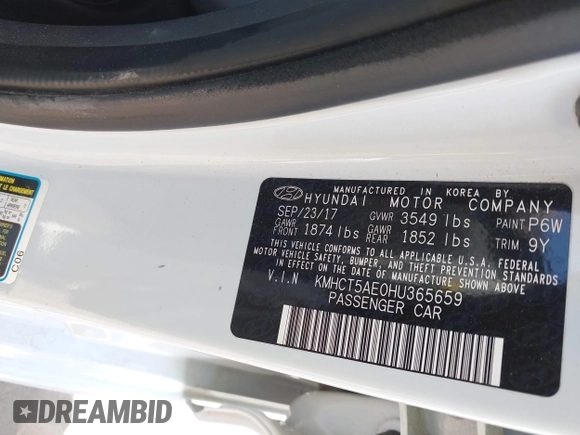 MANUFACTURED IN KOREA BY
HYUNDAI MOTOR COMPANY
SEP/23/17 GVWR 3549 lbs PAINT P6W
GAWR FRONT 1874 lbs GAWR REAR 1852 lbs TRIM 9Y
THIS VEHICLE CONFORMS TO ALL APPLICABLE U.S.A. FEDERAL
MOTOR VEHICLE SAFETY, BUMPER, AND THEFT PREVENTION STANDARDS
IN EFFECT ON THE DATE OF MANUFACTURE SHOWN ABOVE.
V.I.N KMHCT5AE0HU365659
PASSENGER CAR
C06
DREAMBID